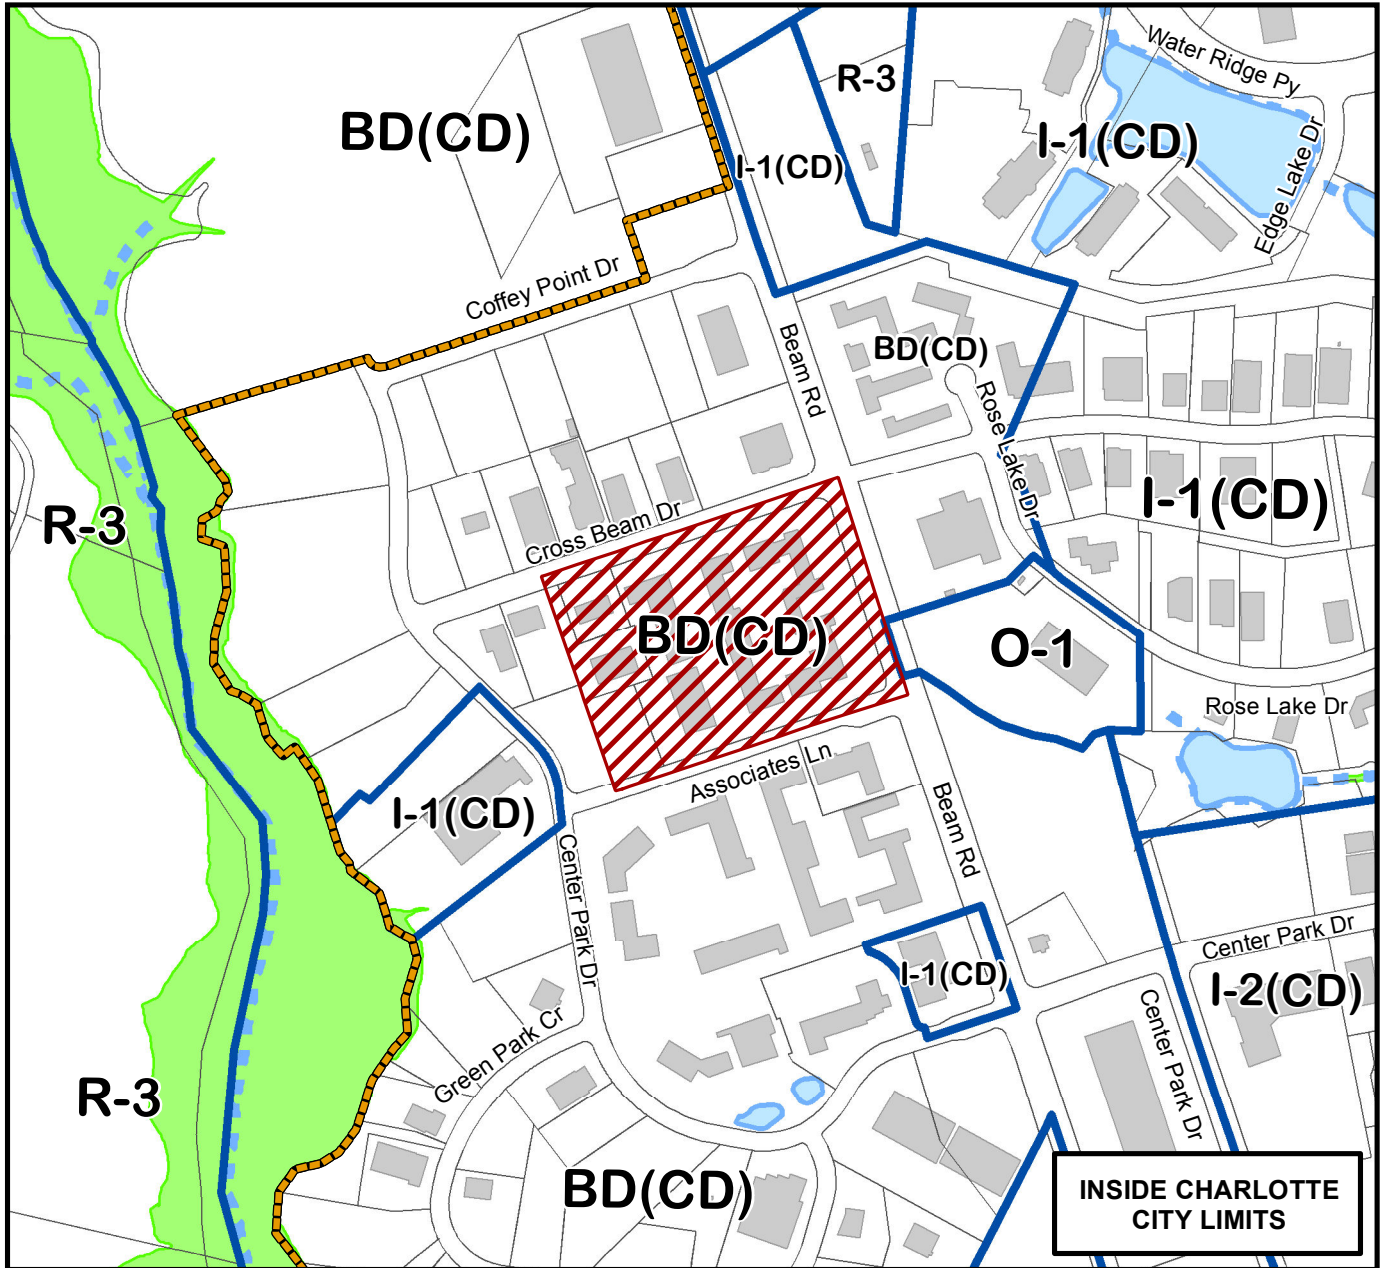 Water Ridge Py
R-3
BD(CD)
I-1(CD)
I-1(CD)
Edge Lake Dr
Coffey Point Dr
Beam Rd
BD(CD)
Rose Lake Dr
I-1(CD)
R-3
Cross Beam Dr
BD(CD)
O-1
Rose Lake Dr
Associates Ln
I-1(CD)
Beam Rd
Center Park Dr
Center Park Dr
I-1(CD)
I-2(CD)
Center Park Dr
Green Park Cr
R-3
BD(CD)
INSIDE CHARLOTTE
CITY LIMITS